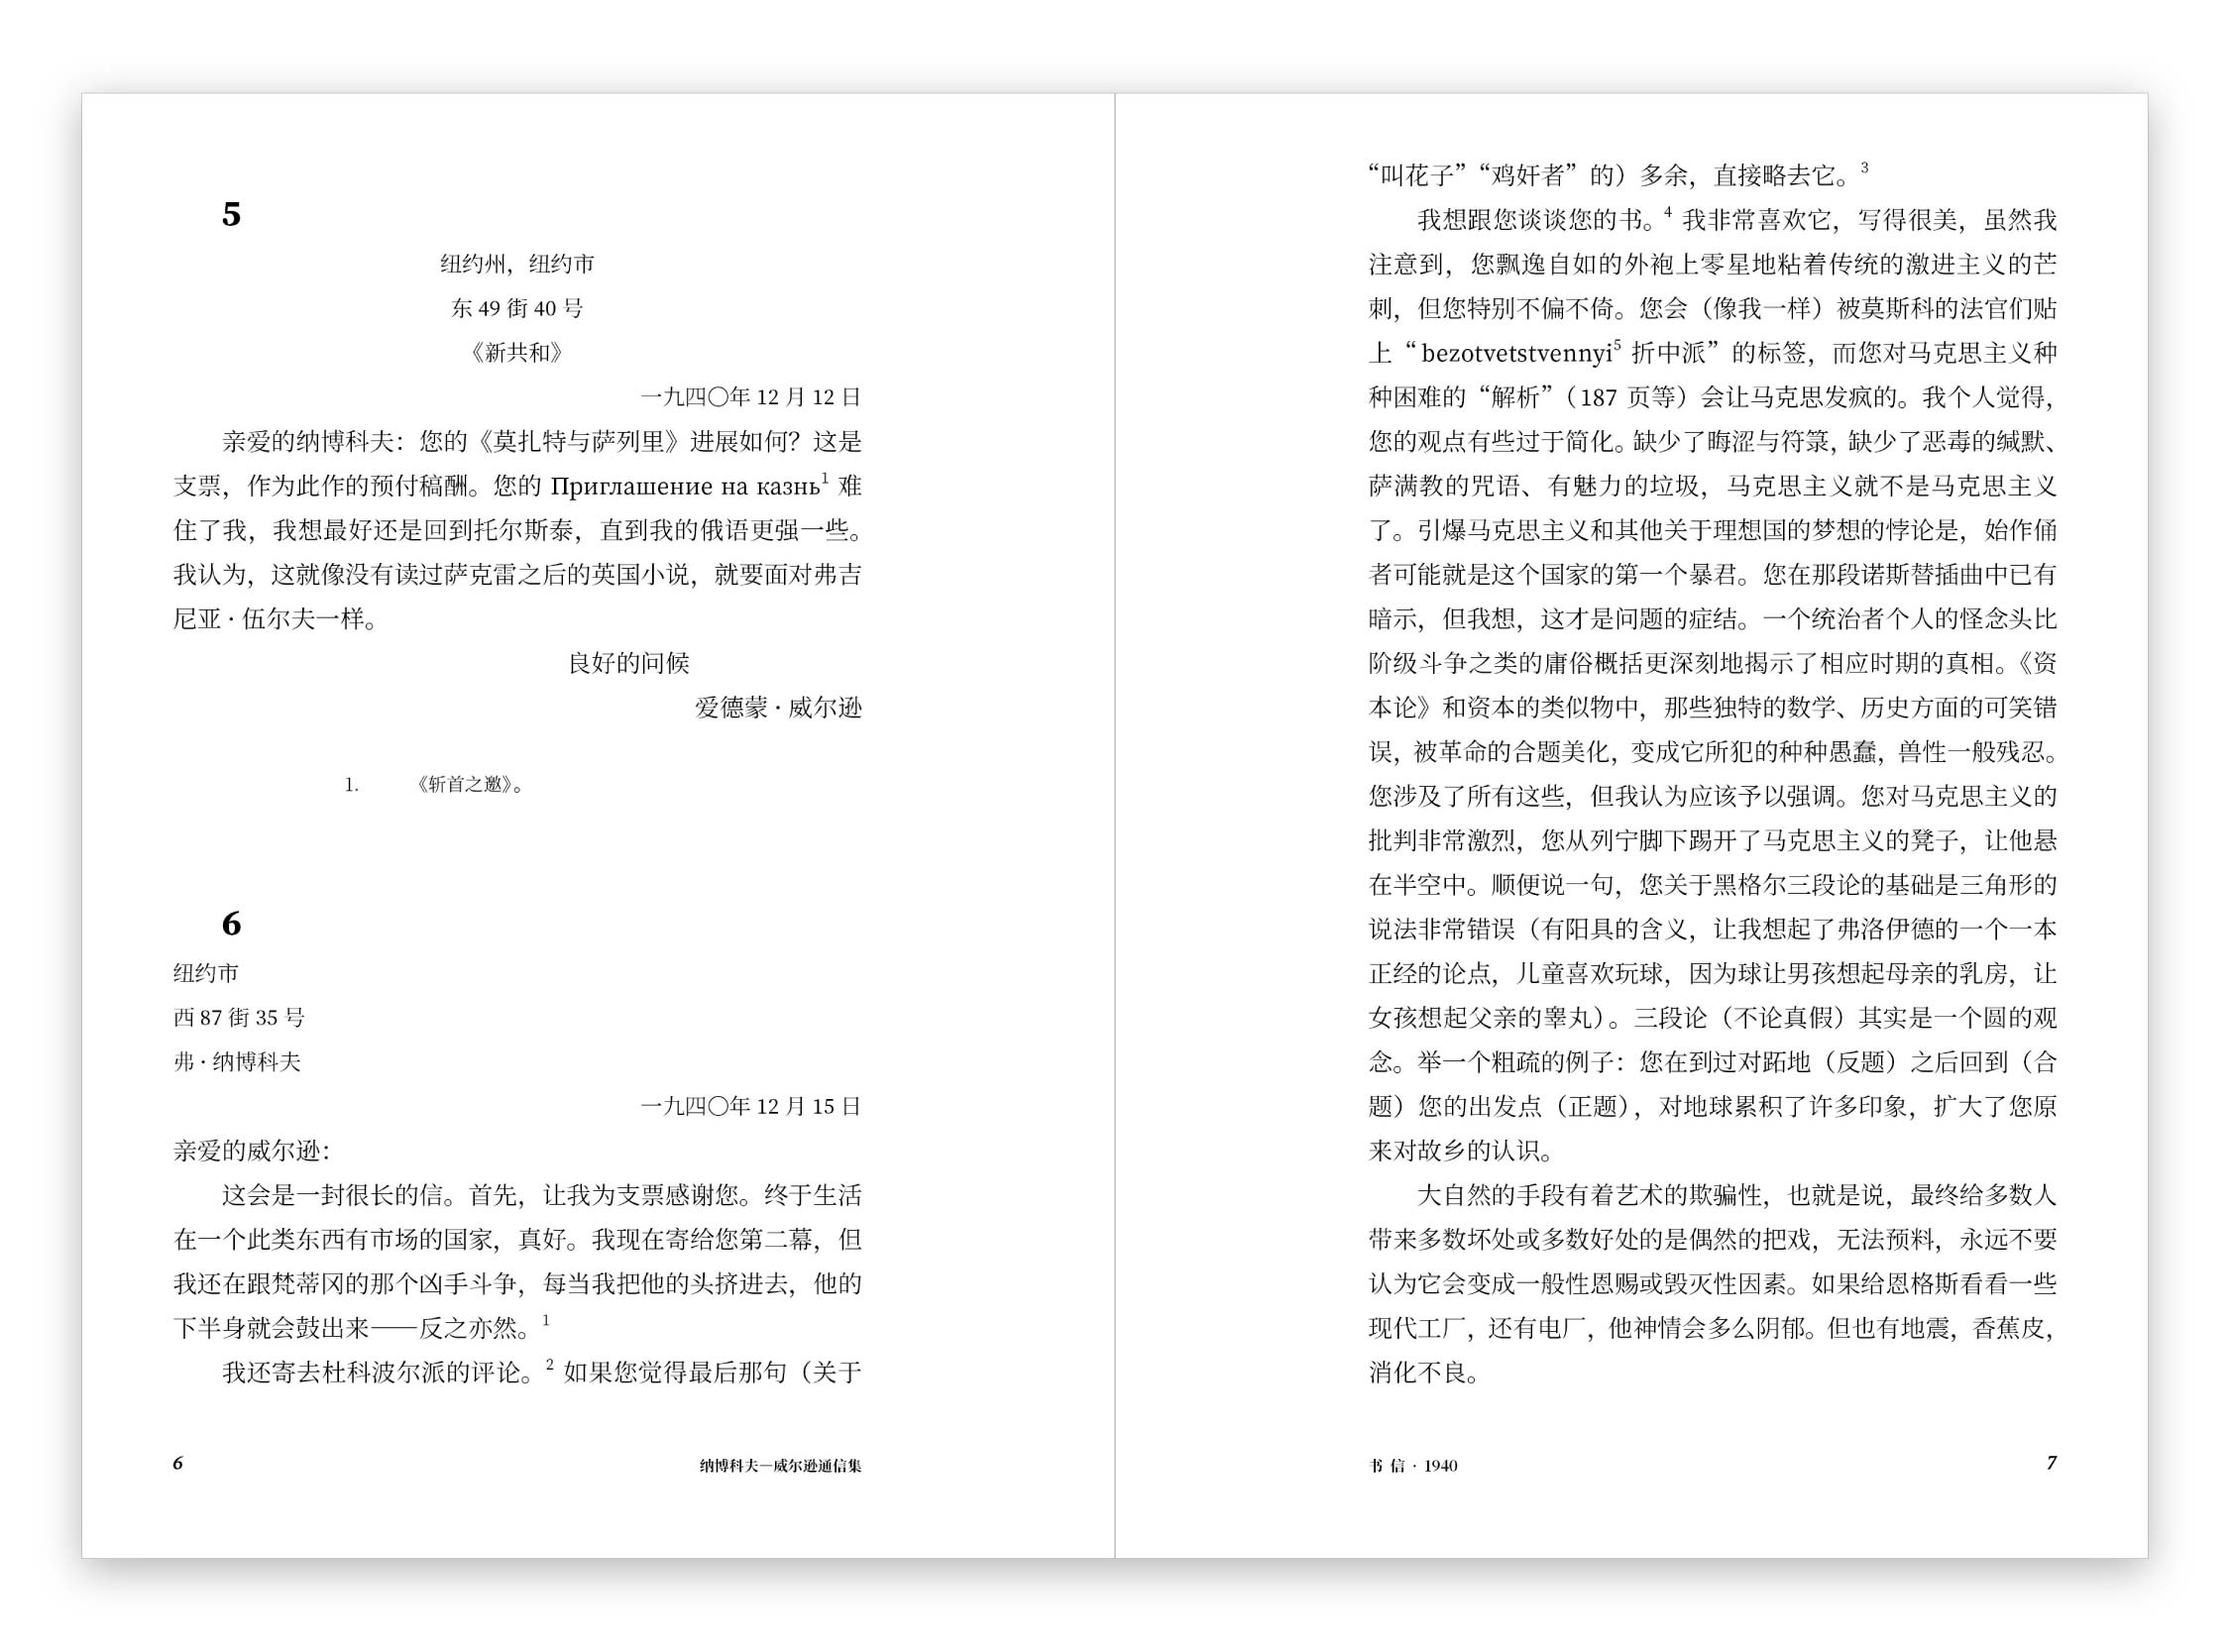 5
纽约州，纽约市
东 49 街 40 号
《新共和》
一九四〇年 12 月 12 日
亲爱的纳博科夫：您的《莫扎特与萨列里》进展如何？这是
支票，作为此作的预付稿酬。您的 Приглашение на казнь¹ 难
住了我，我想最好还是回到托尔斯泰，直到我的俄语更强一些。
我认为，这就像没有读过萨克雷之后的英国小说，就要面对弗吉
尼亚 · 伍尔夫一样。
良好的问候
爱德蒙 · 威尔逊
1. 《斩首之邀》。
6
纽约市
西 87 街 35 号
弗 · 纳博科夫
一九四〇年 12 月 15 日
亲爱的威尔逊：
这会是一封很长的信。首先，让我为支票感谢您。终于生活
在一个此类东西有市场的国家，真好。我现在寄给您第二幕，但
我还在跟梵蒂冈的那个凶手斗争，每当我把他的头挤进去，他的
下半身就会鼓出来——反之亦然。¹
我还寄去杜科波尔派的评论。² 如果您觉得最后那句（关于
6
纳博科夫—威尔逊通信集
“叫花子”“鸡奸者”的）多余，直接略去它。³
我想跟您谈谈您的书。⁴ 我非常喜欢它，写得很美，虽然我
注意到，您飘逸自如的外袍上零星地粘着传统的激进主义的芒
刺，但您特别不偏不倚。您会（像我一样）被莫斯科的法官们贴
上“bezotvetstvennyi⁵ 折中派”的标签，而您对马克思主义种
种困难的“解析”（187 页等）会让马克思发疯的。我个人觉得，
您的观点有些过于简化。缺少了晦涩与符箓，缺少了恶毒的缄默、
萨满教的咒语、有魅力的垃圾，马克思主义就不是马克思主义
了。引爆马克思主义和其他关于理想国的梦想的悖论是，始作俑
者可能就是这个国家的第一个暴君。您在那段诺斯替插曲中已有
暗示，但我想，这才是问题的症结。一个统治者个人的怪念头比
阶级斗争之类的庸俗概括更深刻地揭示了相应时期的真相。《资
本论》和资本的类似物中，那些独特的数学、历史方面的可笑错
误，被革命的合题美化，变成它所犯的种种愚蠢，兽性一般残忍。
您涉及了所有这些，但我认为应该予以强调。您对马克思主义的
批判非常激烈，您从列宁脚下踢开了马克思主义的凳子，让他悬
在半空中。顺便说一句，您关于黑格尔三段论的基础是三角形的
说法非常错误（有阳具的含义，让我想起了弗洛伊德的一个一本
正经的论点，儿童喜欢玩球，因为球让男孩想起母亲的乳房，让
女孩想起父亲的睾丸）。三段论（不论真假）其实是一个圆的观
念。举一个粗疏的例子：您在到过对跖地（反题）之后回到（合
题）您的出发点（正题），对地球累积了许多印象，扩大了您原
来对故乡的认识。
大自然的手段有着艺术的欺骗性，也就是说，最终给多数人
带来多数坏处或多数好处的是偶然的把戏，无法预料，永远不要
认为它会变成一般性恩赐或毁灭性因素。如果给恩格斯看看一些
现代工厂，还有电厂，他神情会多么阴郁。但也有地震，香蕉皮，
消化不良。
书 信 · 1940
7